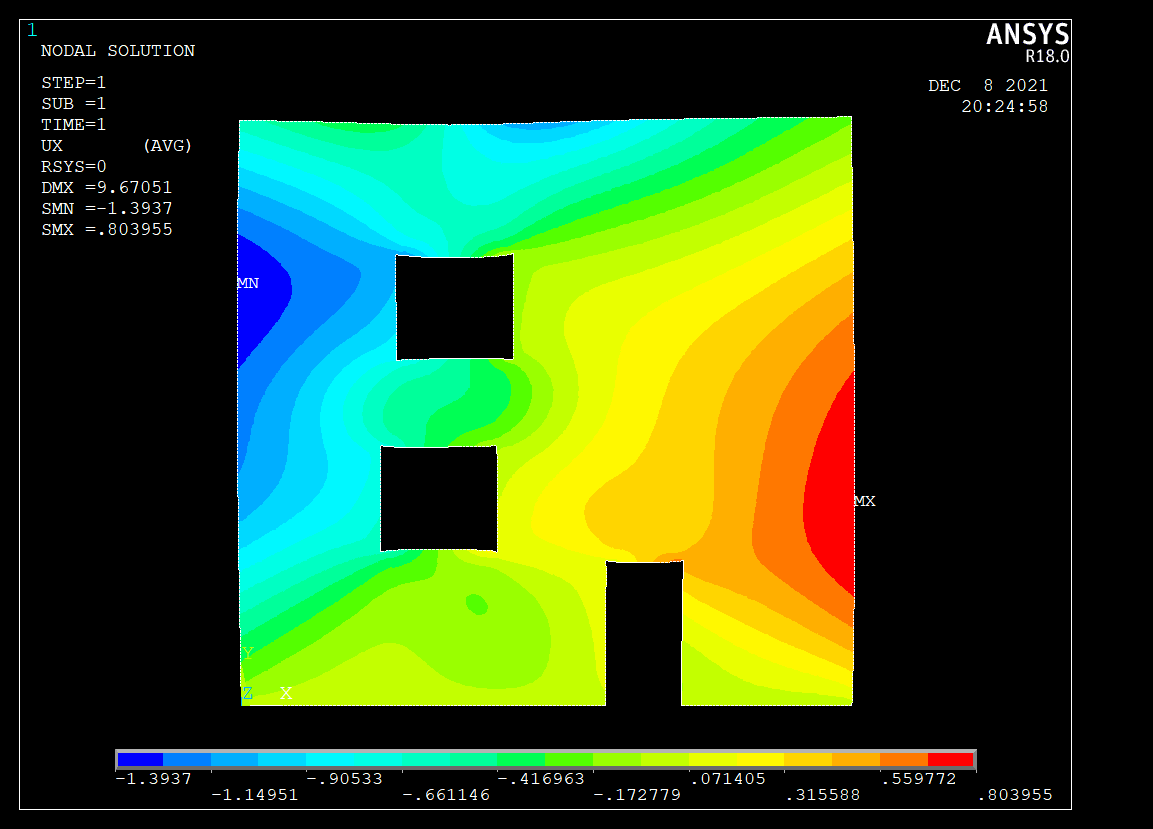 1
ANSYS
R18.0
NODAL SOLUTION
STEP=1
SUB =1
TIME=1
UX (AVG)
RSYS=0
DMX =9.67051
SMN =-1.3937
SMX =.803955
DEC 8 2021
20:24:58
MN
MX
Y
Z X
-1.3937 -.90533 -.416963 .071405 .559772
-1.14951 -.661146 -.172779 .315588 .803955